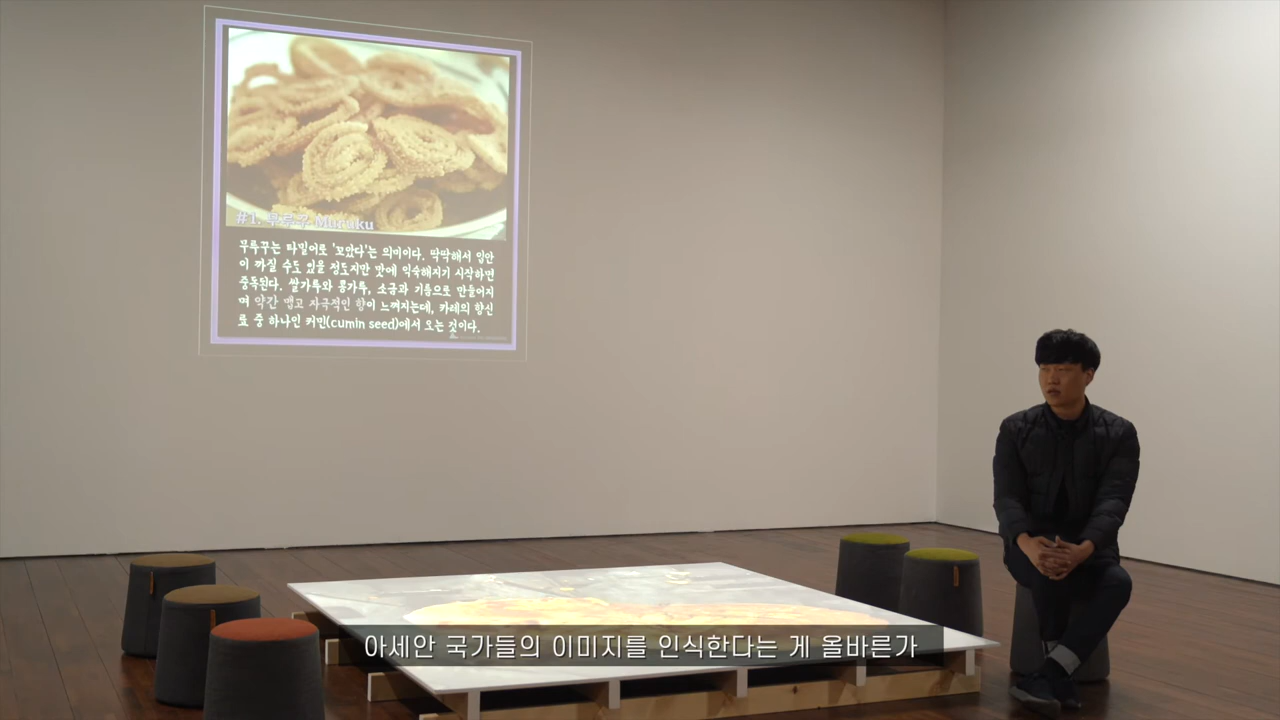 #1. 무루꾸 Muruku
무루꾸는 타밀어로 '꼬았다'는 의미이다. 딱딱해서 입안
이 까질 수도 있을 정도지만 맛에 익숙해지기 시작하면
중독된다. 쌀가루와 콩가루, 소금과 기름으로 만들어지
며 약간 맵고 자극적인 향이 느껴지는데, 카레의 향신
료 중 하나인 커민(cumin seed)에서 오는 것이다.
아세안 국가들의 이미지를 인식한다는 게 올바른가